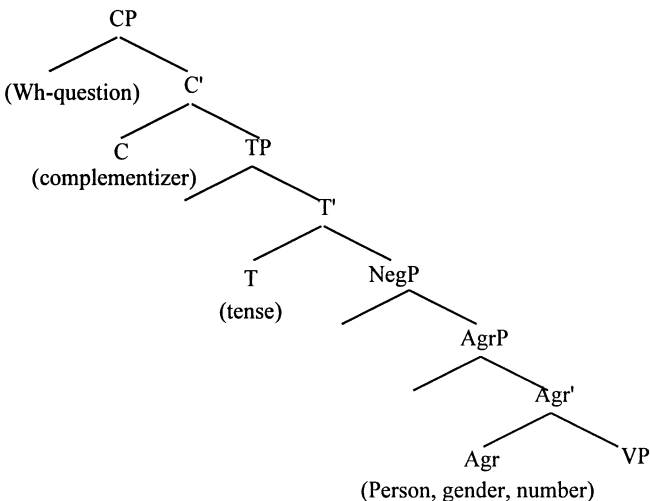 CP
(Wh-question)
C'
C
TP
(complementizer)
T'
T
NegP
(tense)
AgrP
Agr'
Agr
VP
(Person, gender, number)